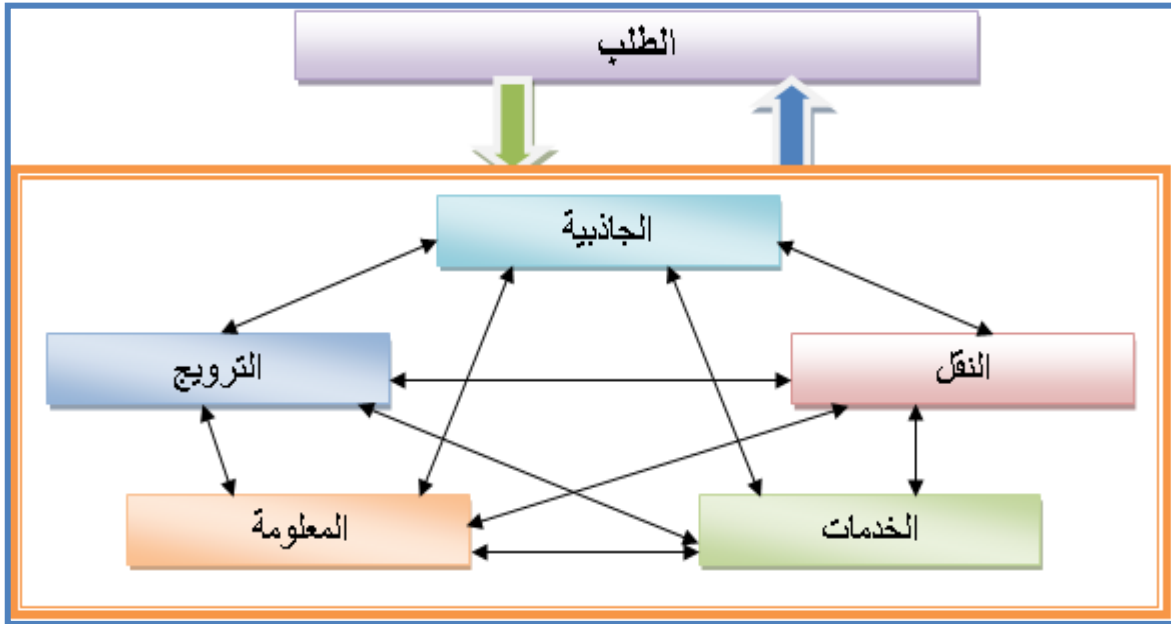 الطلب
الجاذبية
النقل
الترويج
الخدمات
المعلومة